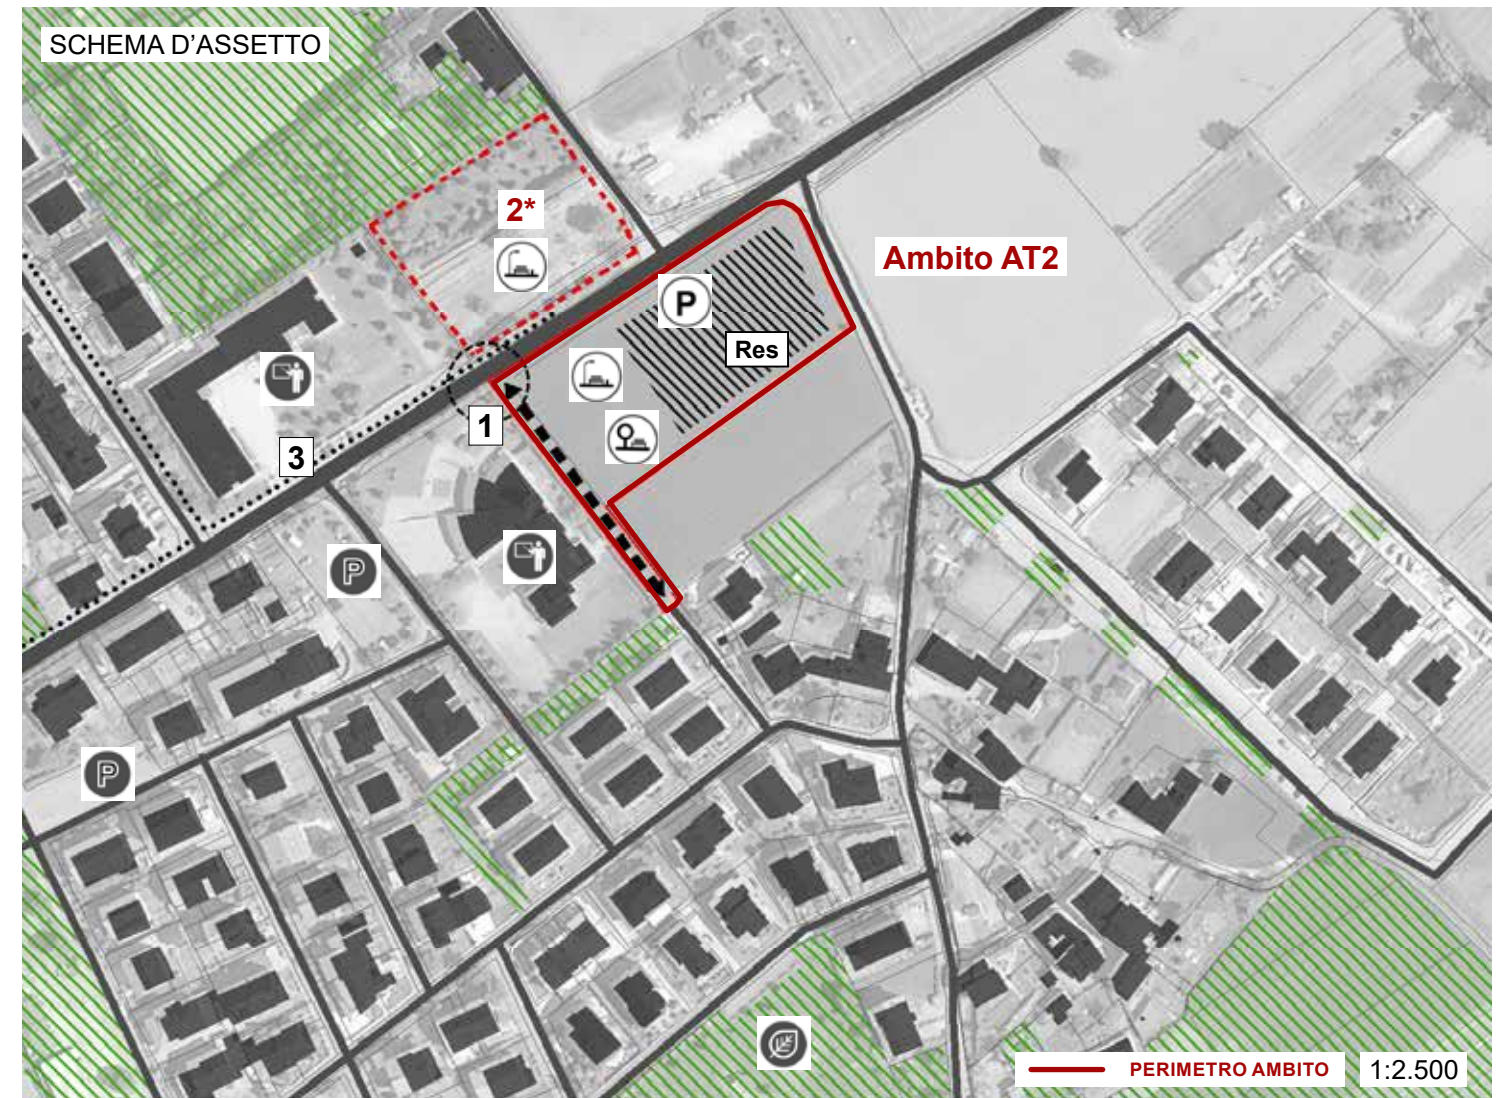 SCHEMA D'ASSETTO
2*
Ambito AT2
P
Res
1
3
P
P
PERIMETRO AMBITO
1:2.500